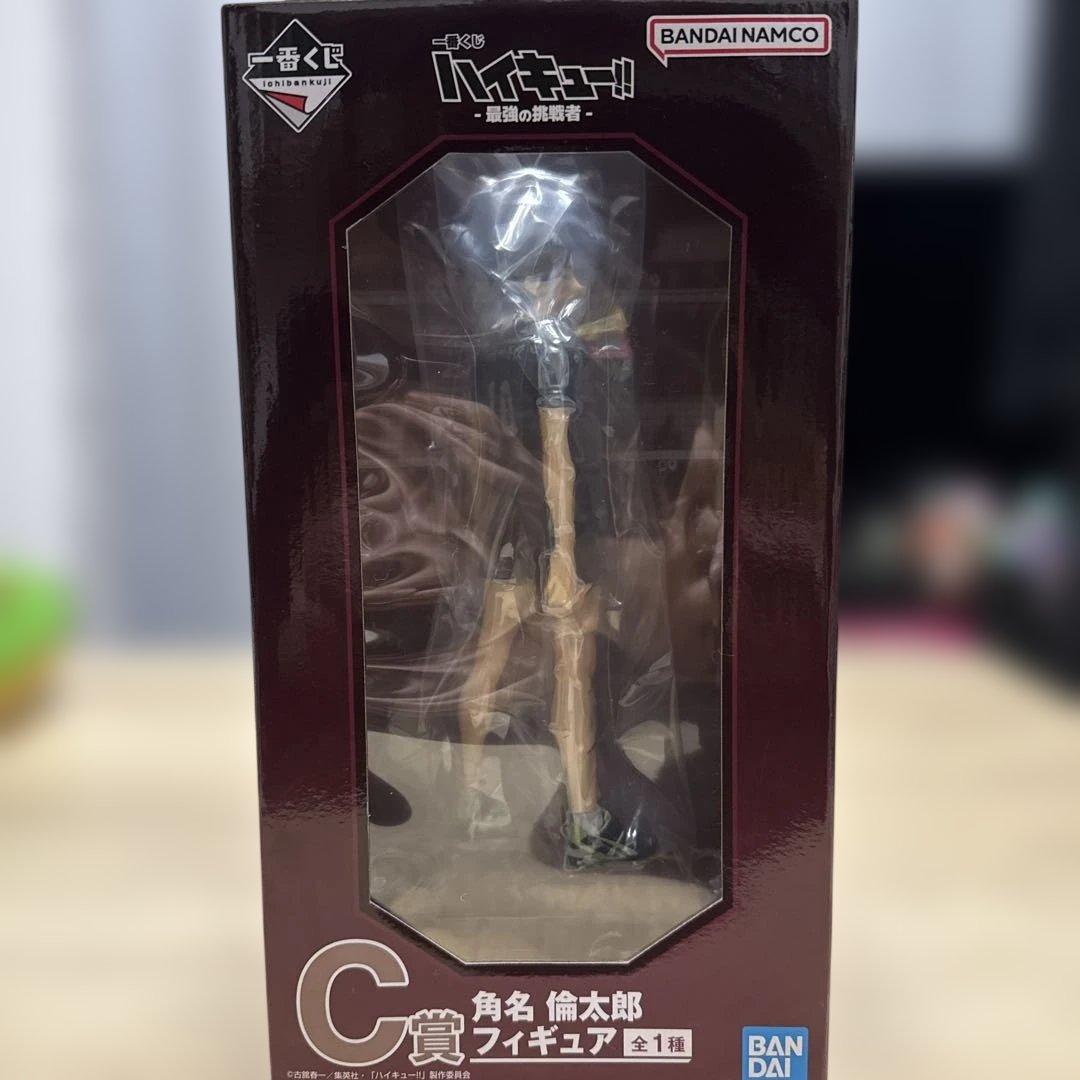 一番くじ
ichibankuji
一番くじ
ハイキュー!!
- 最強の挑戦者 -
BANDAI NAMCO
C賞
角名 倫太郎
フィギュア 全1種
BAN
DAI
©古舘春一／集英社・「ハイキュー!!」製作委員会